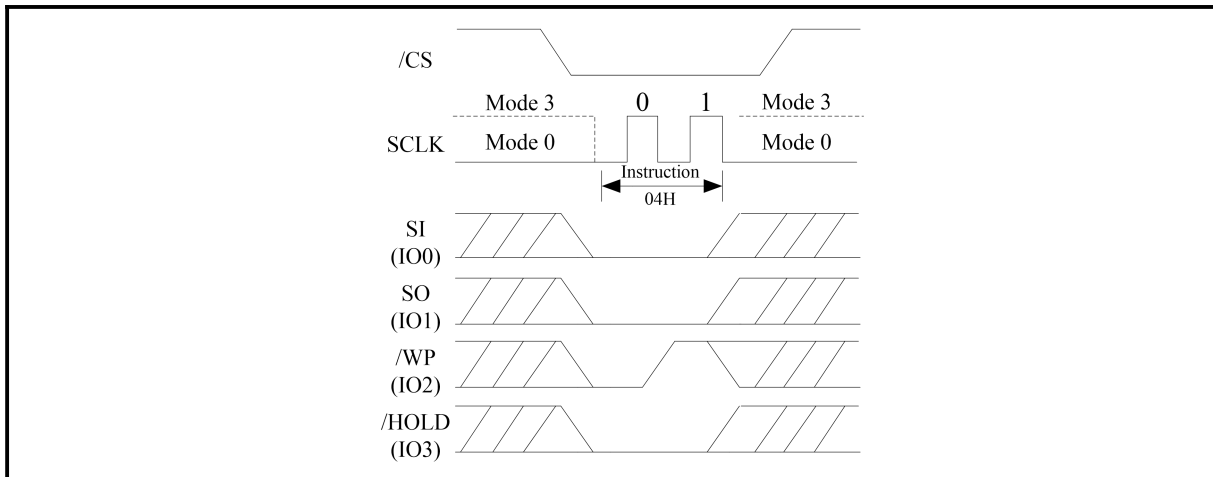 /CS
Mode 3 0 1 Mode 3
SCLK Mode 0 Mode 0
Instruction
04H
SI
(IO0)
SO
(IO1)
/WP
(IO2)
/HOLD
(IO3)